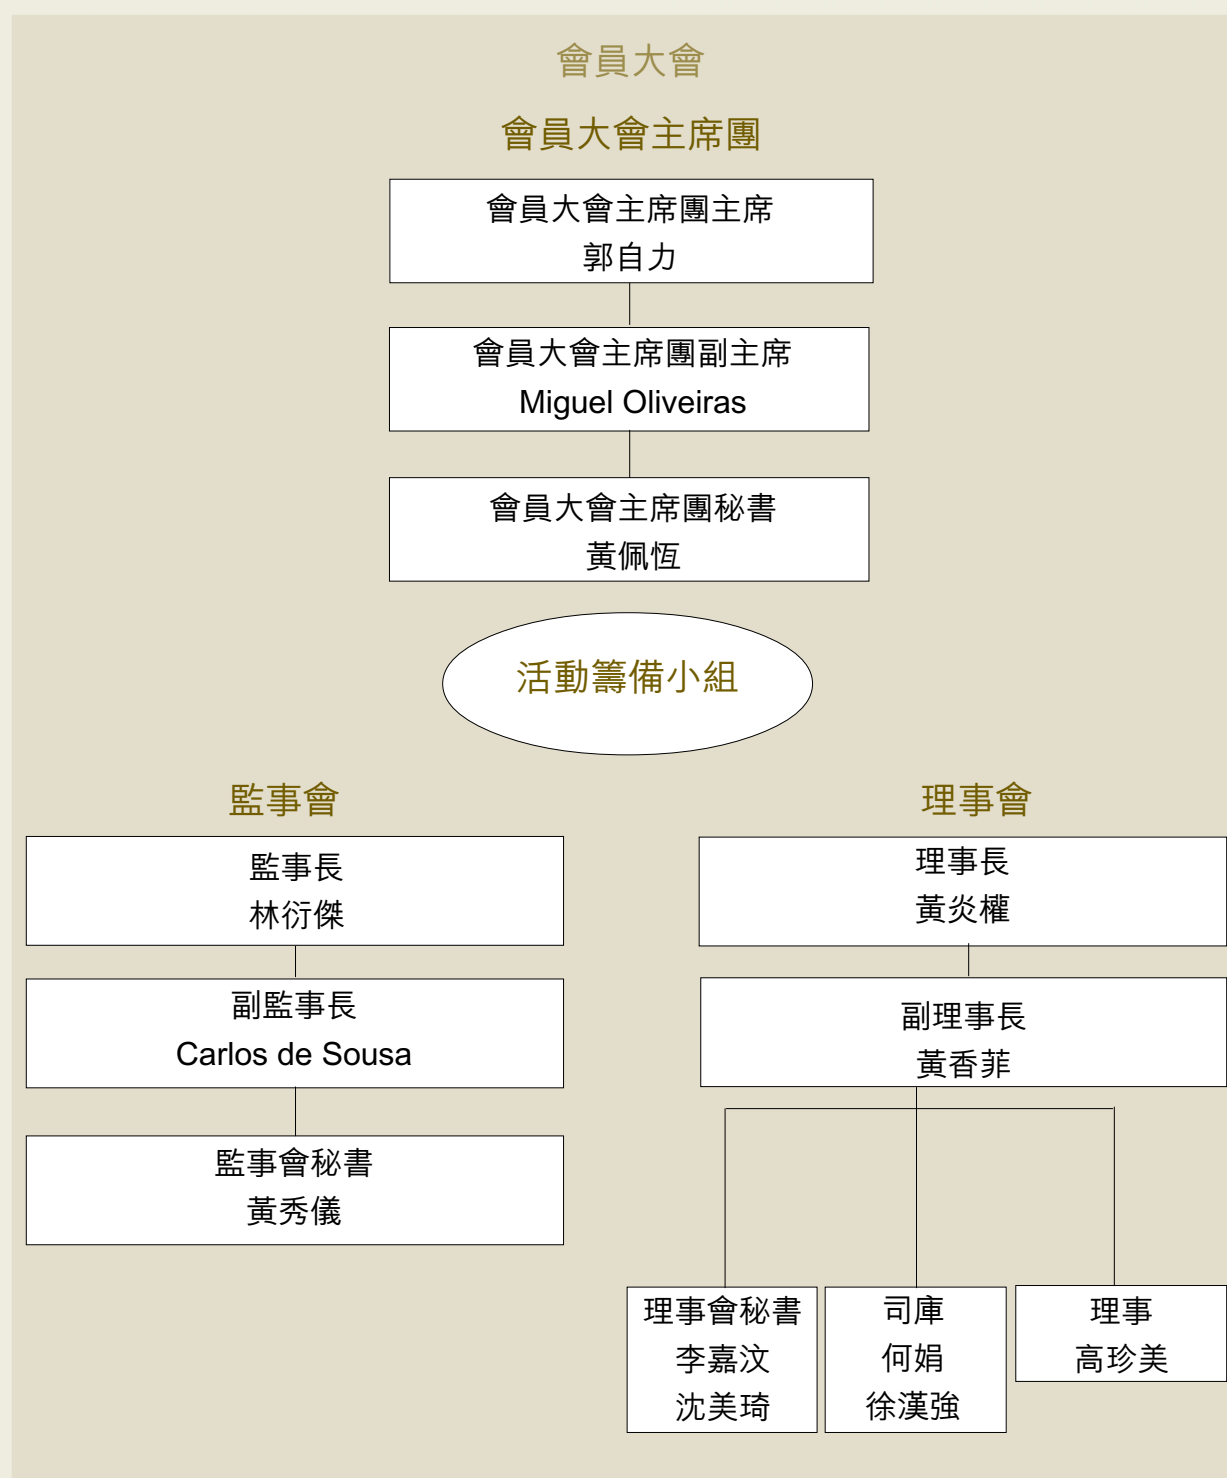 會員大會
會員大會主席團
會員大會主席團主席
郭自力
會員大會主席團副主席
Miguel Oliveiras
會員大會主席團秘書
黃佩恆
活動籌備小組
監事會
監事長
林衍傑
副監事長
Carlos de Sousa
監事會秘書
黃秀儀
理事會
理事長
黃炎權
副理事長
黃香菲
理事會秘書
李嘉汶
沈美琦
司庫
何娟
徐漢強
理事
高珍美